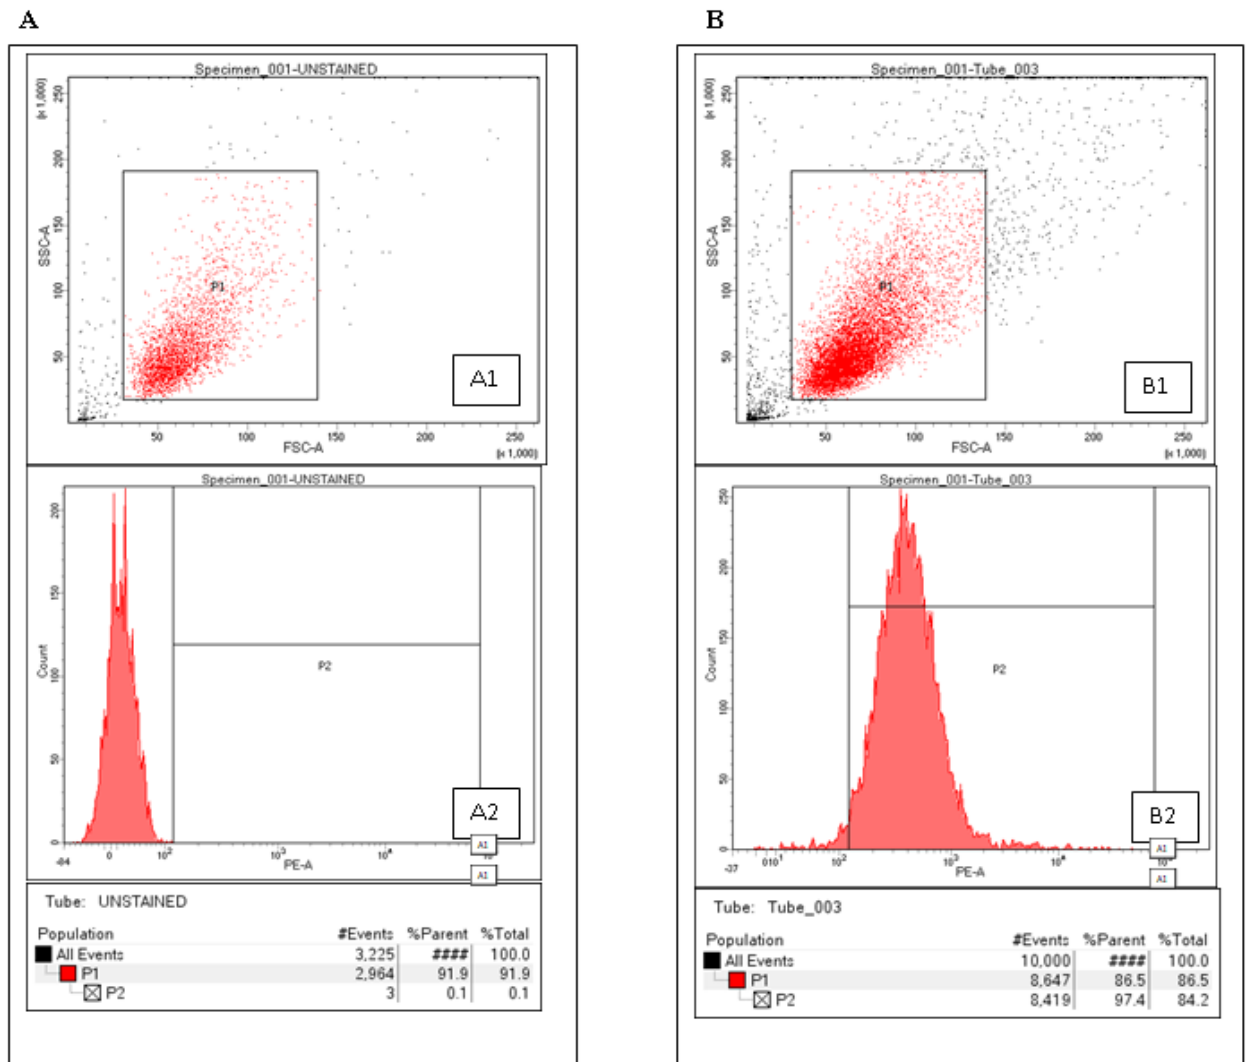 A
B
Specimen_001-UNSTAINED
(x 1,000)
250
200
150
100
50
SSC-A
P1
A1
50
100
150
200
250
FSC-A
(x 1,000)
Specimen_001-UNSTAINED
200
150
100
50
0
Count
P2
A2
-84
0
10²
10³
10⁴
PE-A
A1
A1
Tube: UNSTAINED
Population #Events %Parent %Total
All Events 3,225 #### 100.0
P1 2,964 91.9 91.9
P2 3 0.1 0.1
Specimen_001-Tube_003
(x 1,000)
250
200
150
100
50
SSC-A
P1
B1
50
100
150
200
250
FSC-A
(x 1,000)
Specimen_001-Tube_003
250
200
150
100
50
0
Count
P2
B2
-37
010¹
10²
10³
10⁴
PE-A
A1
A1
Tube: Tube_003
Population #Events %Parent %Total
All Events 10,000 #### 100.0
P1 8,647 86.5 86.5
P2 8,419 97.4 84.2